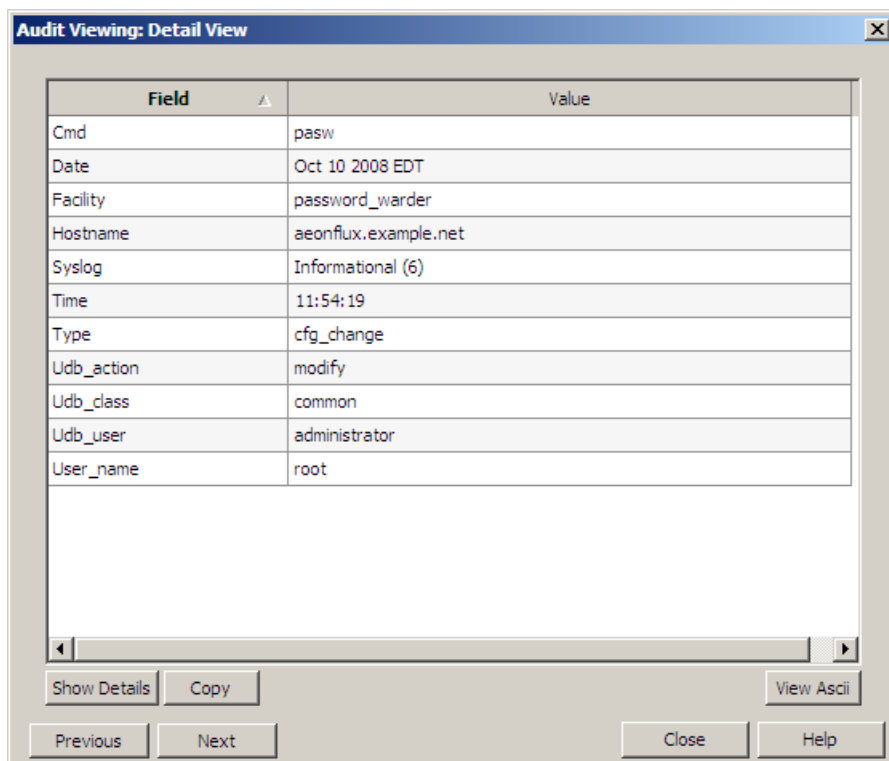 Audit Viewing: Detail View
Field Value
Cmd pasw
Date Oct 10 2008 EDT
Facility password_warder
Hostname aeonflux.example.net
Syslog Informational (6)
Time 11:54:19
Type cfg_change
Udb_action modify
Udb_class common
Udb_user administrator
User_name root
Show Details Copy View Ascii
Previous Next Close Help